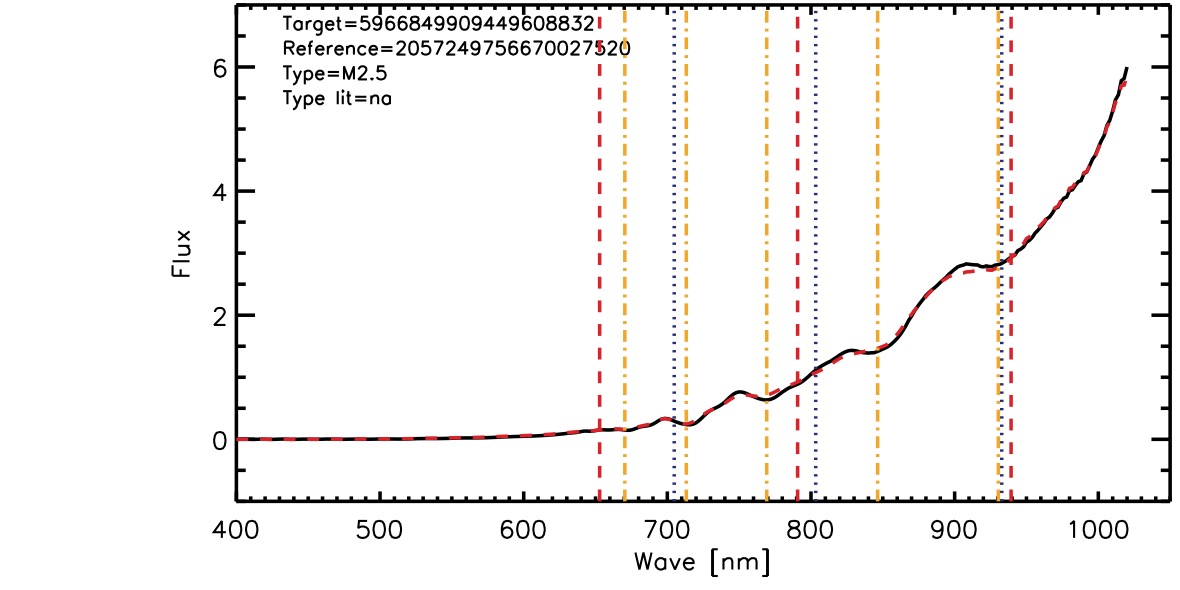 Target=5966849909449608832
Reference=2057249756670027520
Type=M2.5
Type lit=na
6
4
2
0
Flux
400 500 600 700 800 900 1000
Wave [nm]